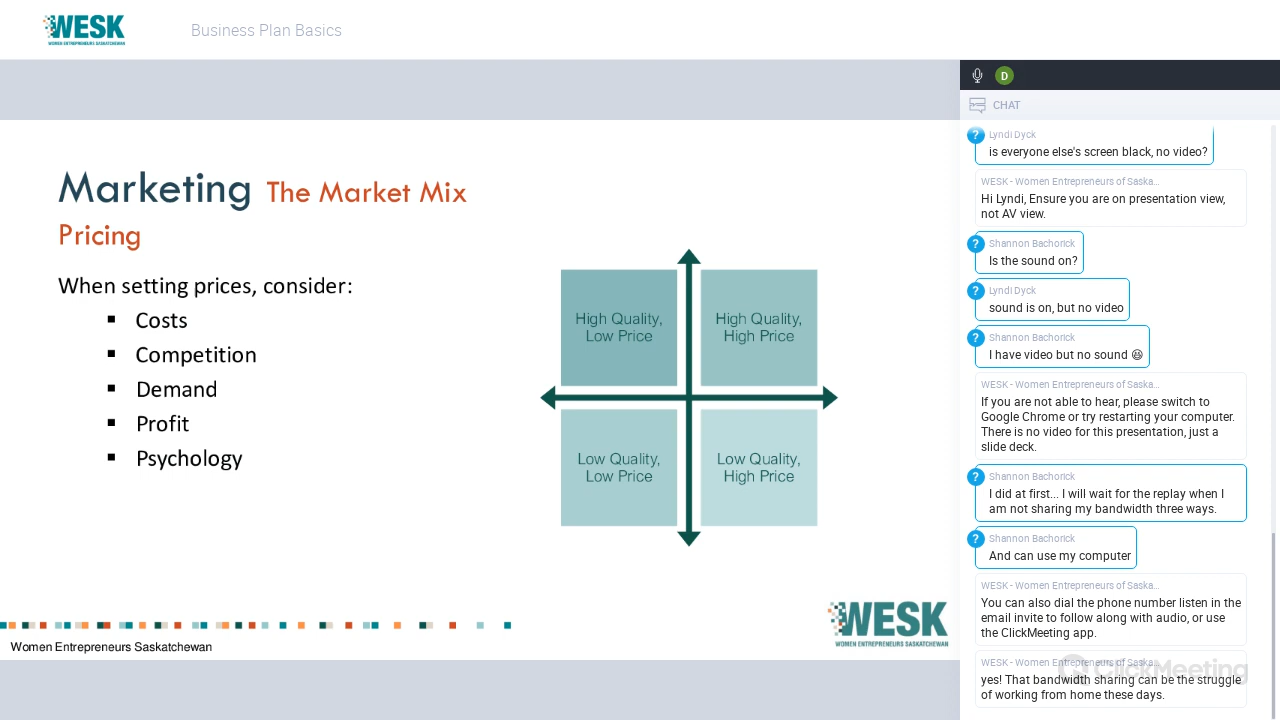 WESK
WOMEN ENTREPRENEURS SASKATCHEWAN
Business Plan Basics
Marketing The Market Mix
Pricing
When setting prices, consider:
Costs
Competition
Demand
Profit
Psychology
High Quality,
Low Price
High Quality,
High Price
Low Quality,
Low Price
Low Quality,
High Price
WESK
WOMEN ENTREPRENEURS SASKATCHEWAN
Women Entrepreneurs Saskatchewan
D
CHAT
? Lyndi Dyck
is everyone else's screen black, no video?
WESK - Women Entrepreneurs of Saska...
Hi Lyndi, Ensure you are on presentation view,
not AV view.
? Shannon Bachorick
Is the sound on?
? Lyndi Dyck
sound is on, but no video
? Shannon Bachorick
I have video but no sound 😆
WESK - Women Entrepreneurs of Saska...
If you are not able to hear, please switch to
Google Chrome or try restarting your computer.
There is no video for this presentation, just a
slide deck.
? Shannon Bachorick
I did at first... I will wait for the replay when I
am not sharing my bandwidth three ways.
? Shannon Bachorick
And can use my computer
WESK - Women Entrepreneurs of Saska...
You can also dial the phone number listen in the
email invite to follow along with audio, or use
the ClickMeeting app.
WESK - Women Entrepreneurs of Saska...
yes! That bandwidth sharing can be the struggle
of working from home these days.
ClickMeeting